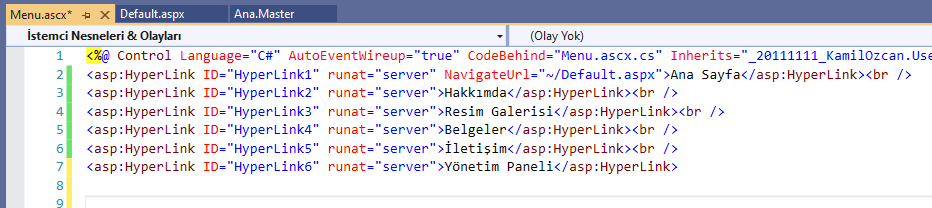 Menu.ascx* Default.aspx Ana.Master
İstemci Nesneleri & Olayları (Olay Yok)
1 <%@ Control Language="C#" AutoEventWireup="true" CodeBehind="Menu.ascx.cs" Inherits="_20111111_KamilOzcan.Use
2 <asp:HyperLink ID="HyperLink1" runat="server" NavigateUrl="~/Default.aspx">Ana Sayfa</asp:HyperLink><br />
3 <asp:HyperLink ID="HyperLink2" runat="server">Hakkımda</asp:HyperLink><br />
4 <asp:HyperLink ID="HyperLink3" runat="server">Resim Galerisi</asp:HyperLink><br />
5 <asp:HyperLink ID="HyperLink4" runat="server">Belgeler</asp:HyperLink><br />
6 <asp:HyperLink ID="HyperLink5" runat="server">İletişim</asp:HyperLink><br />
7 <asp:HyperLink ID="HyperLink6" runat="server">Yönetim Paneli</asp:HyperLink>
8
9